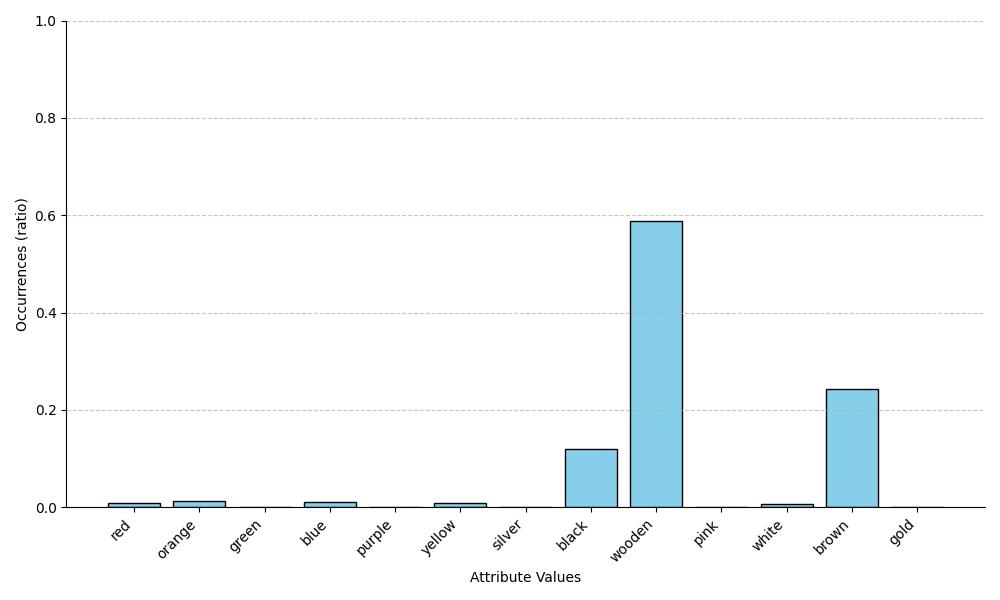 1.0
0.8
0.6
0.4
0.2
0.0
Occurrences (ratio)
red orange green blue purple yellow silver black wooden pink white brown gold
Attribute Values